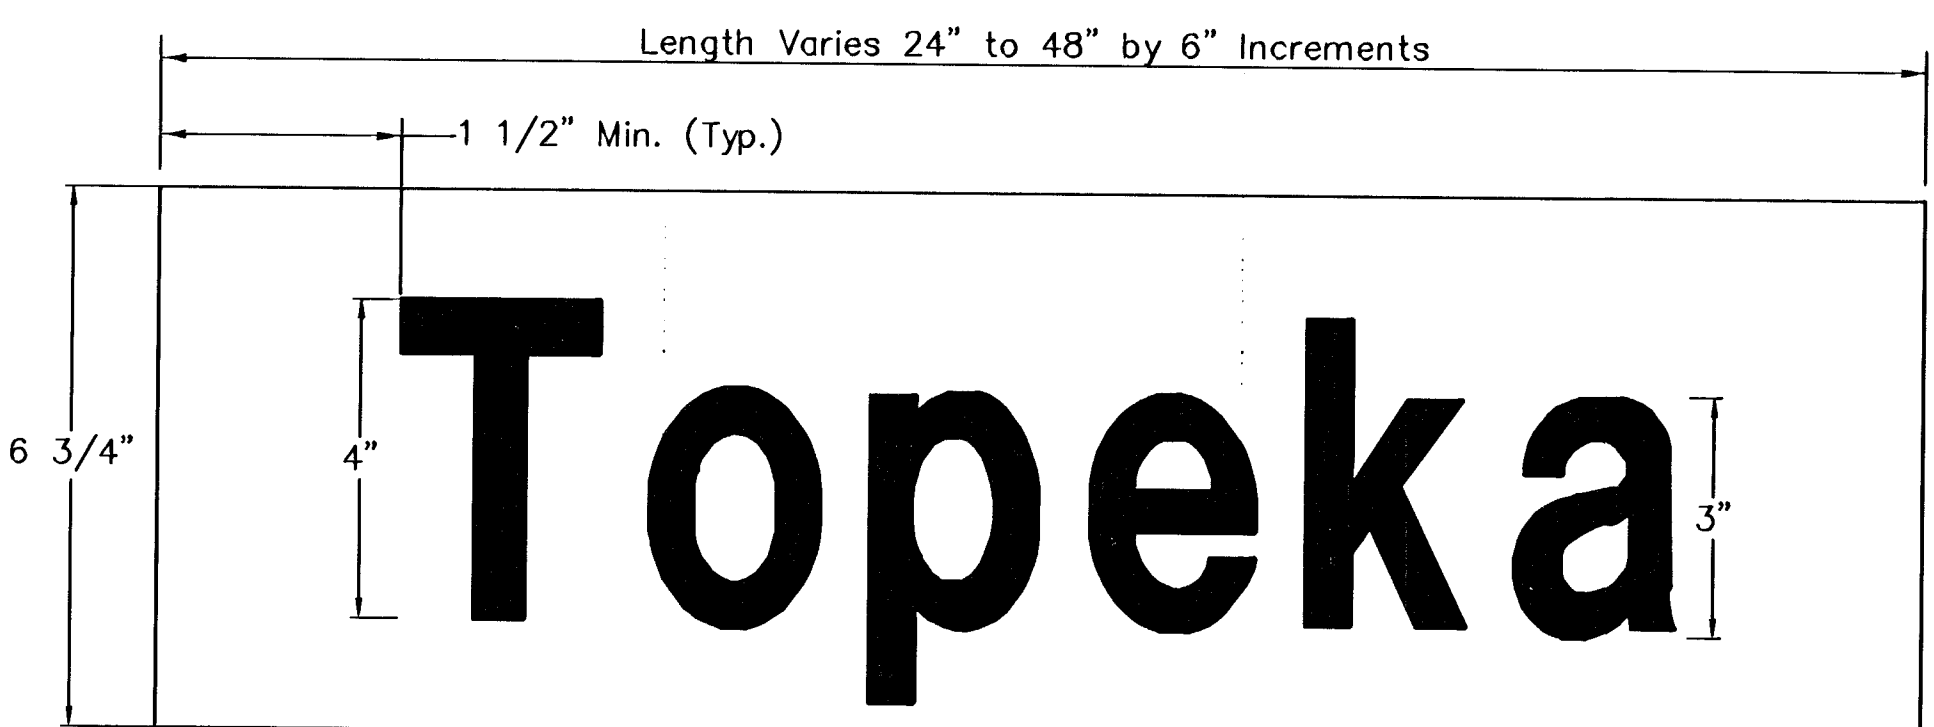 Length Varies 24" to 48" by 6" Increments
1 1/2" Min. (Typ.)
Topeka
6 3/4"
4"
3"